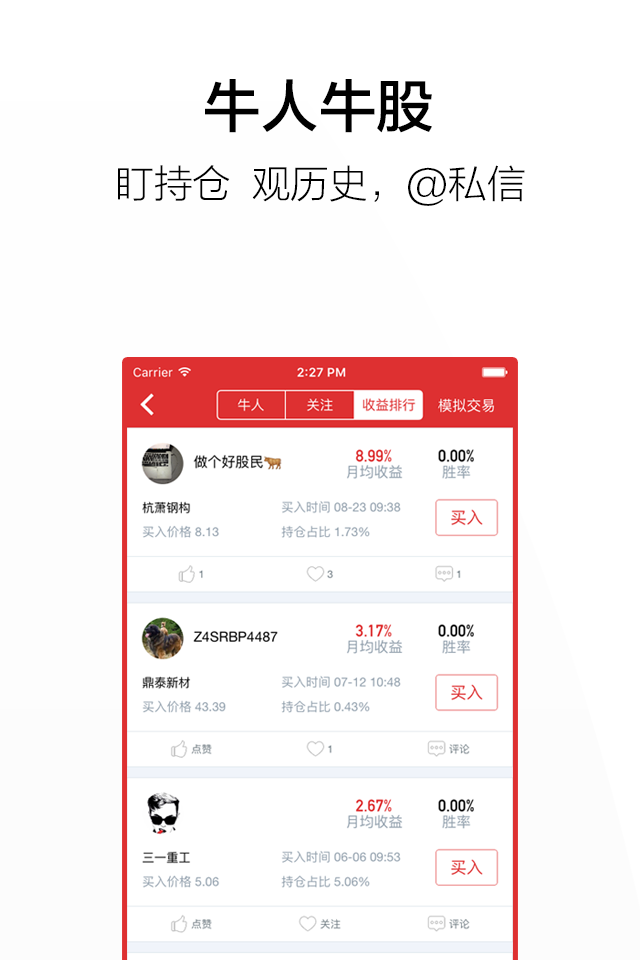 牛人牛股
盯持仓 观历史，@私信
Carrier 2:27 PM
牛人 关注 收益排行 模拟交易
做个好股民🐂 8.99% 0.00%
月均收益 胜率
杭萧钢构 买入时间 08-23 09:38
买入价格 8.13 持仓占比 1.73% 买入
1 3 1
Z4SRBP4487 3.17% 0.00%
月均收益 胜率
鼎泰新材 买入时间 07-12 10:48
买入价格 43.39 持仓占比 0.43% 买入
点赞 1 评论
2.67% 0.00%
月均收益 胜率
三一重工 买入时间 06-06 09:53
买入价格 5.06 持仓占比 5.06% 买入
点赞 关注 评论